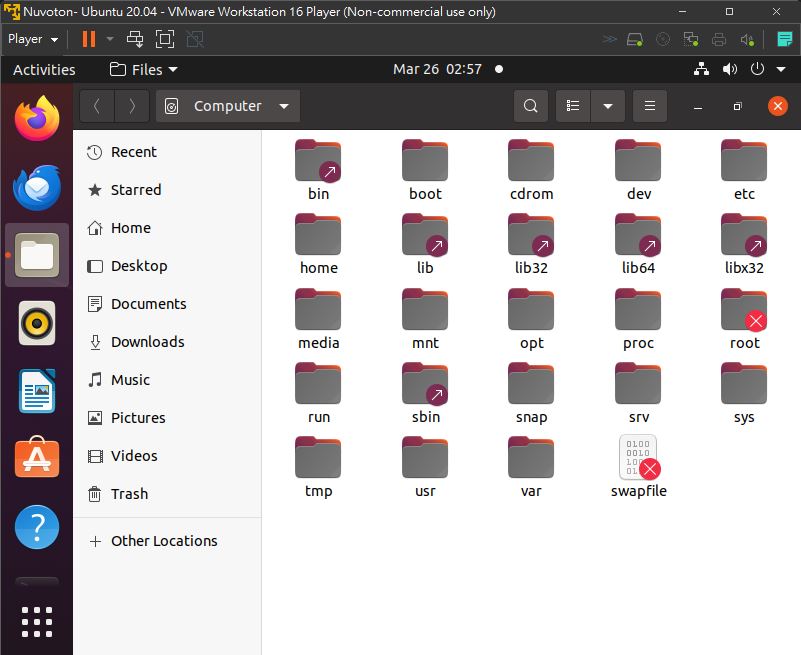 Nuvoton- Ubuntu 20.04 - VMware Workstation 16 Player (Non-commercial use only)
Player
Activities
Files
Mar 26 02:57
Computer
Recent
Starred
Home
Desktop
Documents
Downloads
Music
Pictures
Videos
Trash
Other Locations
bin boot cdrom dev etc
home lib lib32 lib64 libx32
media mnt opt proc root
run sbin snap srv sys
tmp usr var swapfile